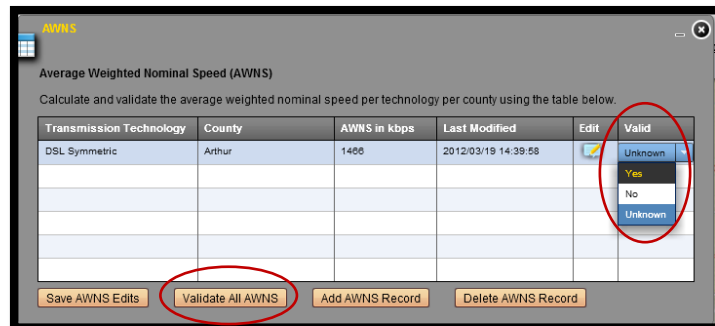 AWNS
Average Weighted Nominal Speed (AWNS)
Calculate and validate the average weighted nominal speed per technology per county using the table below.
Transmission Technology County AWNS in kbps Last Modified Edit Valid
DSL Symmetric Arthur 1466 2012/03/19 14:39:58 Unknown
Yes
No
Unknown
Save AWNS Edits Validate All AWNS Add AWNS Record Delete AWNS Record